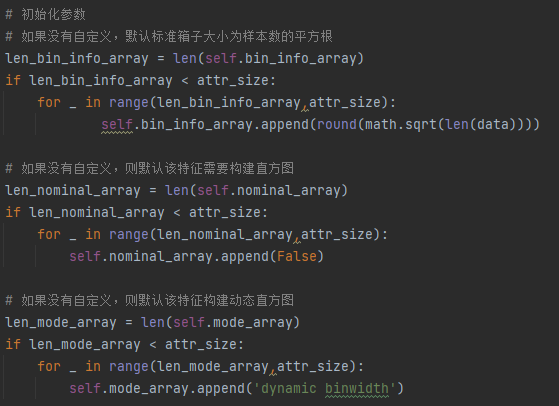 # 初始化参数
# 如果没有自定义，默认标准箱子大小为样本数的平方根
len_bin_info_array = len(self.bin_info_array)
if len_bin_info_array < attr_size:
    for _ in range(len_bin_info_array,attr_size):
            self.bin_info_array.append(round(math.sqrt(len(data))))

# 如果没有自定义，则默认该特征需要构建直方图
len_nominal_array = len(self.nominal_array)
if len_nominal_array < attr_size:
    for _ in range(len_nominal_array,attr_size):
        self.nominal_array.append(False)

# 如果没有自定义，则默认该特征构建动态直方图
len_mode_array = len(self.mode_array)
if len_mode_array < attr_size:
    for _ in range(len_mode_array,attr_size):
        self.mode_array.append('dynamic binwidth')